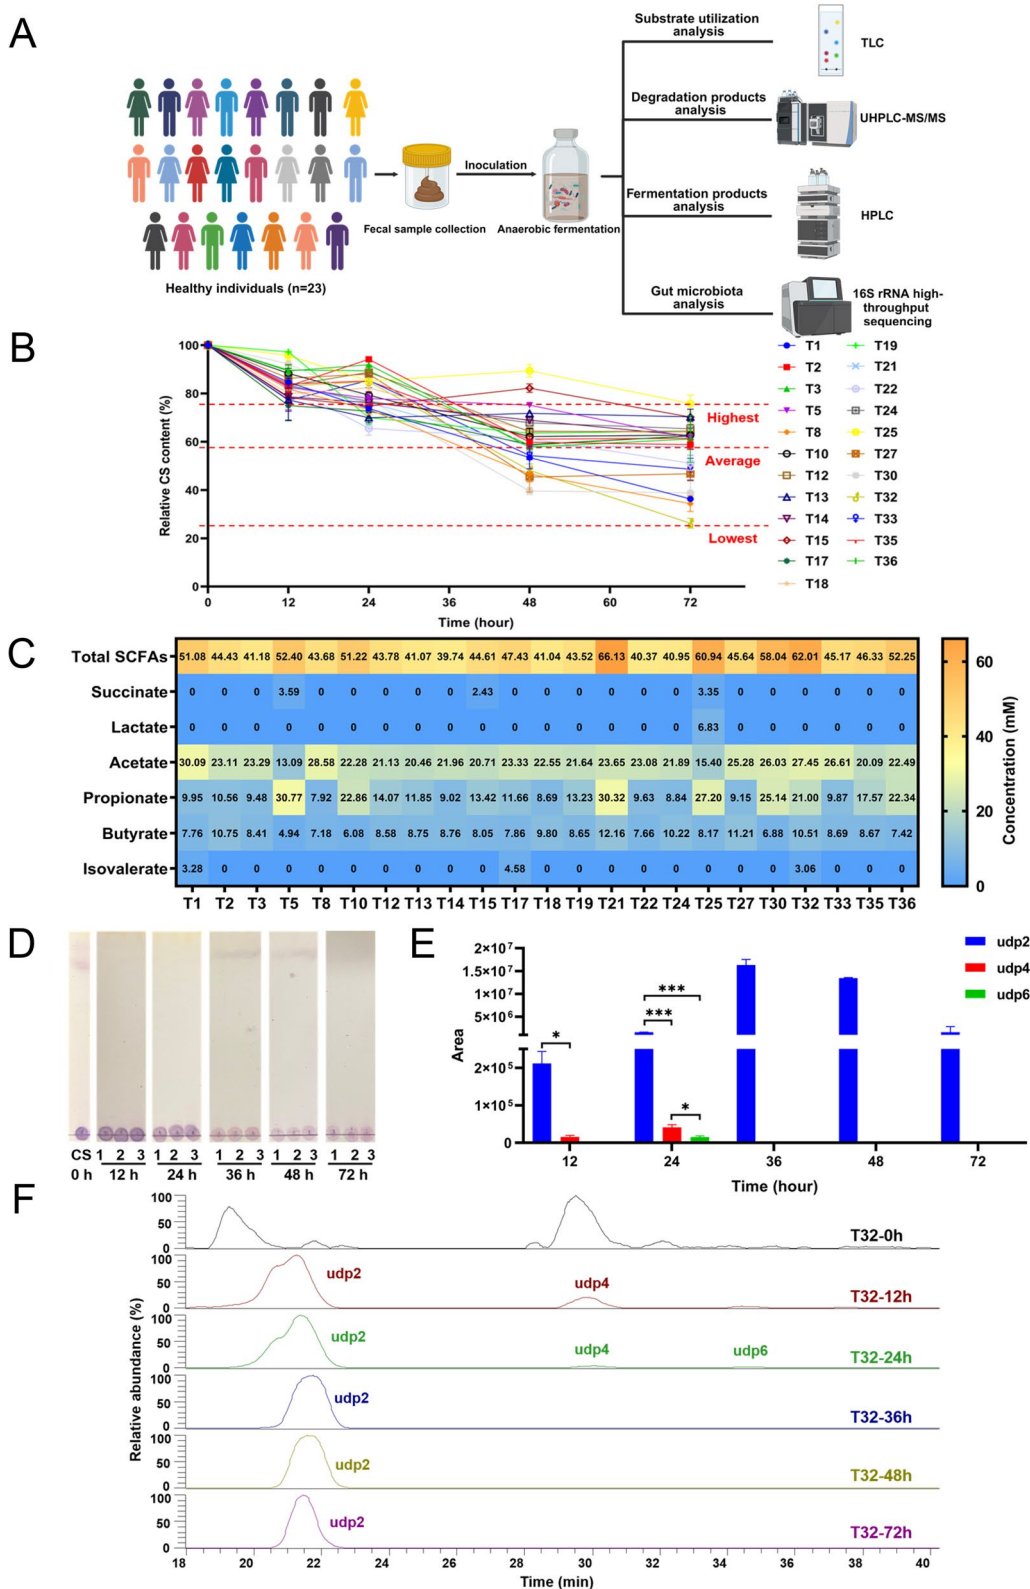 A
Substrate utilization
analysis
TLC
Degradation products
analysis
UHPLC-MS/MS
Inoculation
Fermentation products
analysis
HPLC
Fecal sample collection
Anaerobic fermentation
Healthy individuals (n=23)
Gut microbiota
analysis
16S rRNA high-
throughput
sequencing
B
Relative CS content (%)
100
80
60
40
20
0
0 12 24 36 48 60 72
Time (hour)
Highest
Average
Lowest
T1 T19
T2 T21
T3 T22
T5 T24
T8 T25
T10 T27
T12 T30
T13 T32
T14 T33
T15 T35
T17 T36
T18
C
Total SCFAs 51.08 44.43 41.18 52.40 43.68 51.22 43.78 41.07 39.74 44.61 47.43 41.04 43.52 66.13 40.37 40.95 60.94 45.64 58.04 62.01 45.17 46.33 52.25
Succinate 0 0 0 3.59 0 0 0 0 0 2.43 0 0 0 0 0 0 3.35 0 0 0 0 0 0
Lactate 0 0 0 0 0 0 0 0 0 0 0 0 0 0 0 0 6.83 0 0 0 0 0 0
Acetate 30.09 23.11 23.29 13.09 28.58 22.28 21.13 20.46 21.96 20.71 23.33 22.55 21.64 23.65 23.08 21.89 15.40 25.28 26.03 27.45 26.61 20.09 22.49
Propionate 9.95 10.56 9.48 30.77 7.92 22.86 14.07 11.85 9.02 13.42 11.66 8.69 13.23 30.32 9.63 8.84 27.20 9.15 25.14 21.00 9.87 17.57 22.34
Butyrate 7.76 10.75 8.41 4.94 7.18 6.08 8.58 8.75 8.76 8.05 7.86 9.80 8.65 12.16 7.66 10.22 8.17 11.21 6.88 10.51 8.69 8.67 7.42
Isovalerate 3.28 0 0 0 0 0 0 0 0 0 4.58 0 0 0 0 0 0 0 0 3.06 0 0 0
T1 T2 T3 T5 T8 T10 T12 T13 T14 T15 T17 T18 T19 T21 T22 T24 T25 T27 T30 T32 T33 T35 T36
60
40
20
0
Concentration (mM)
D
CS 1 2 3 1 2 3 1 2 3 1 2 3 1 2 3
0 h 12 h 24 h 36 h 48 h 72 h
E
Area
2×10⁷
1.5×10⁷
1×10⁷
5×10⁶
2×10⁵
1×10⁵
0
*
***
***
*
12 24 36 48 72
Time (hour)
udp2
udp4
udp6
F
Relative abundance (%)
100
50
0
T32-0h
100
50
0
udp2
udp4
T32-12h
100
50
0
udp2
udp4
udp6
T32-24h
100
50
0
udp2
T32-36h
100
50
0
udp2
T32-48h
100
50
0
udp2
T32-72h
18 20 22 24 26 28 30 32 34 36 38 40
Time (min)